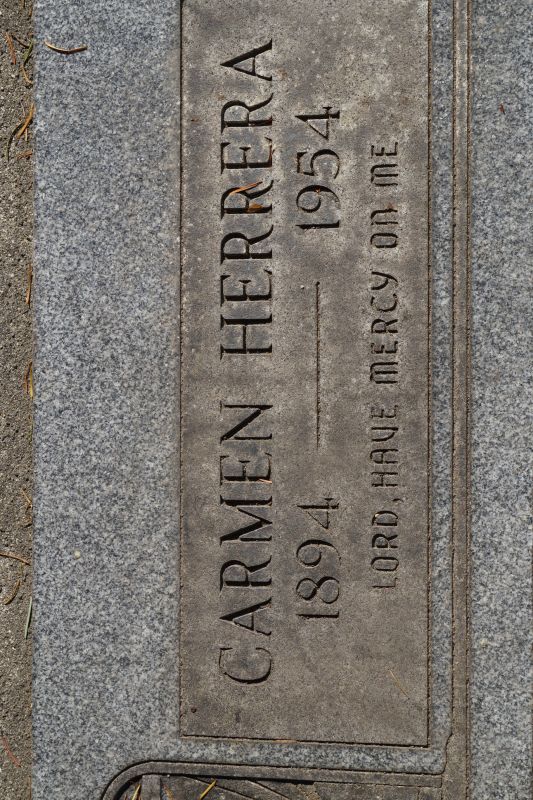 CARMEN HERRERA
1894 — 1954
LORD, HAVE MERCY ON ME